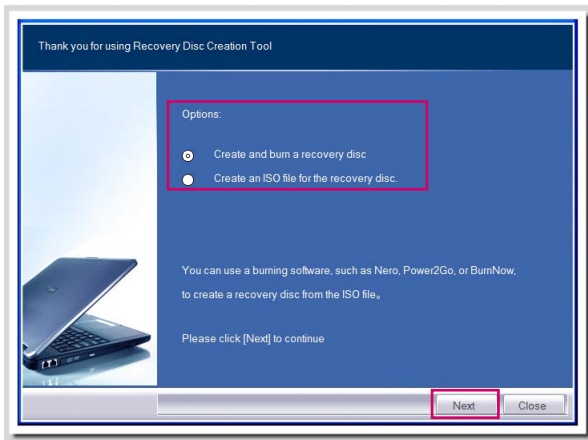 Thank you for using Recovery Disc Creation Tool
Options:
Create and burn a recovery disc
Create an ISO file for the recovery disc.
You can use a burning software, such as Nero, Power2Go, or BurnNow,
to create a recovery disc from the ISO file。
Please click [Next] to continue
Next
Close